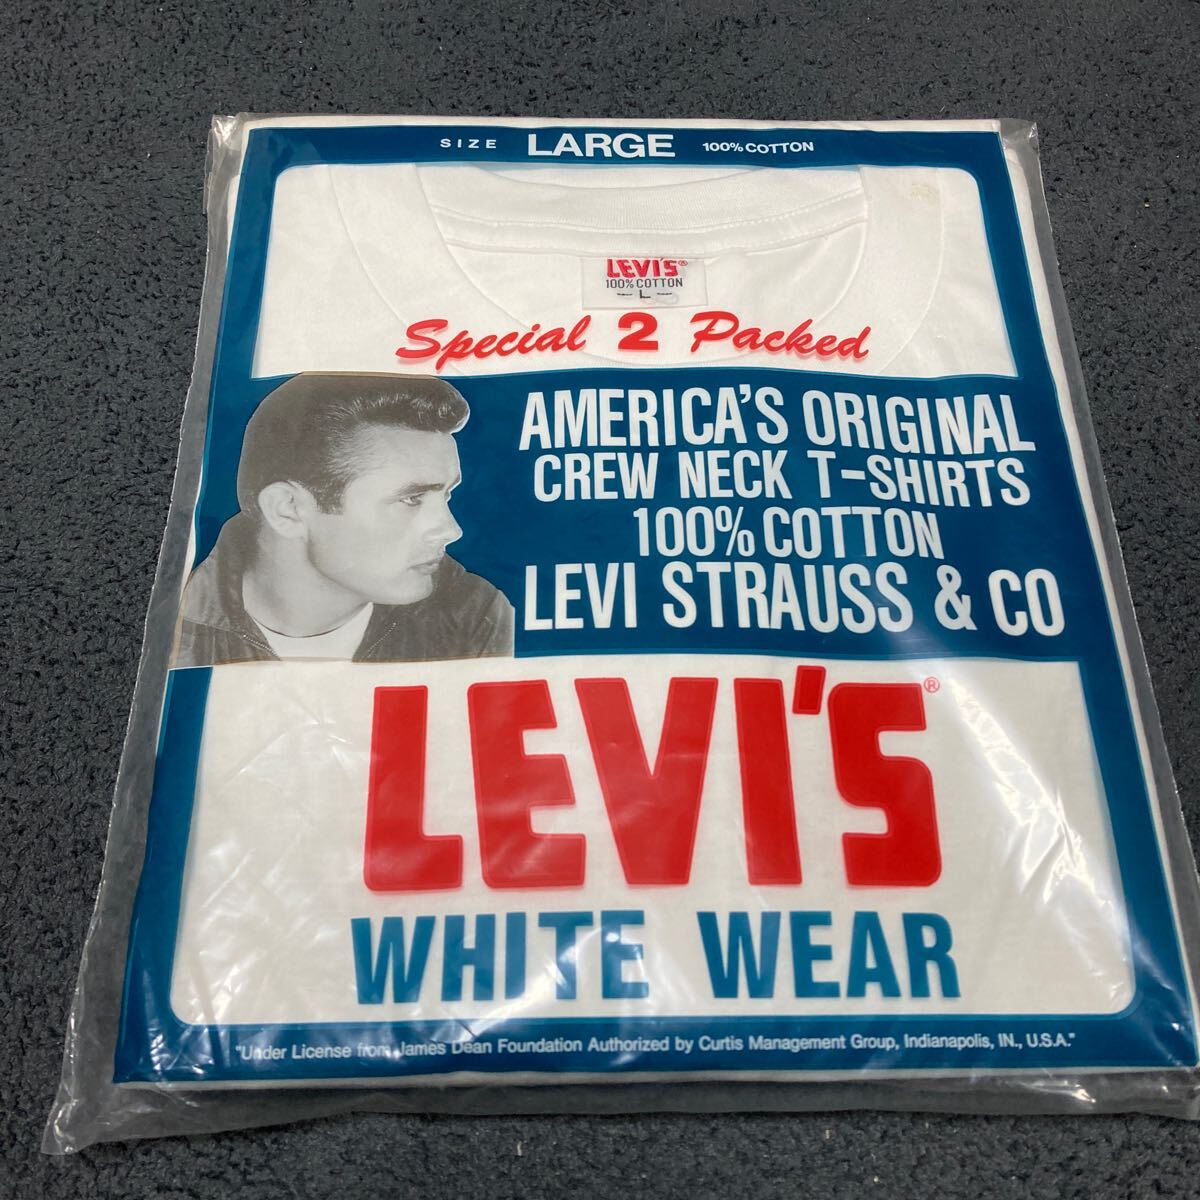 SIZE LARGE 100% COTTON
LEVI'S®
100% COTTON
— L —
Special 2 Packed
AMERICA'S ORIGINAL
CREW NECK T-SHIRTS
100% COTTON
LEVI STRAUSS & CO
LEVI'S®
WHITE WEAR
"Under License from James Dean Foundation Authorized by Curtis Management Group, Indianapolis, IN., U.S.A."